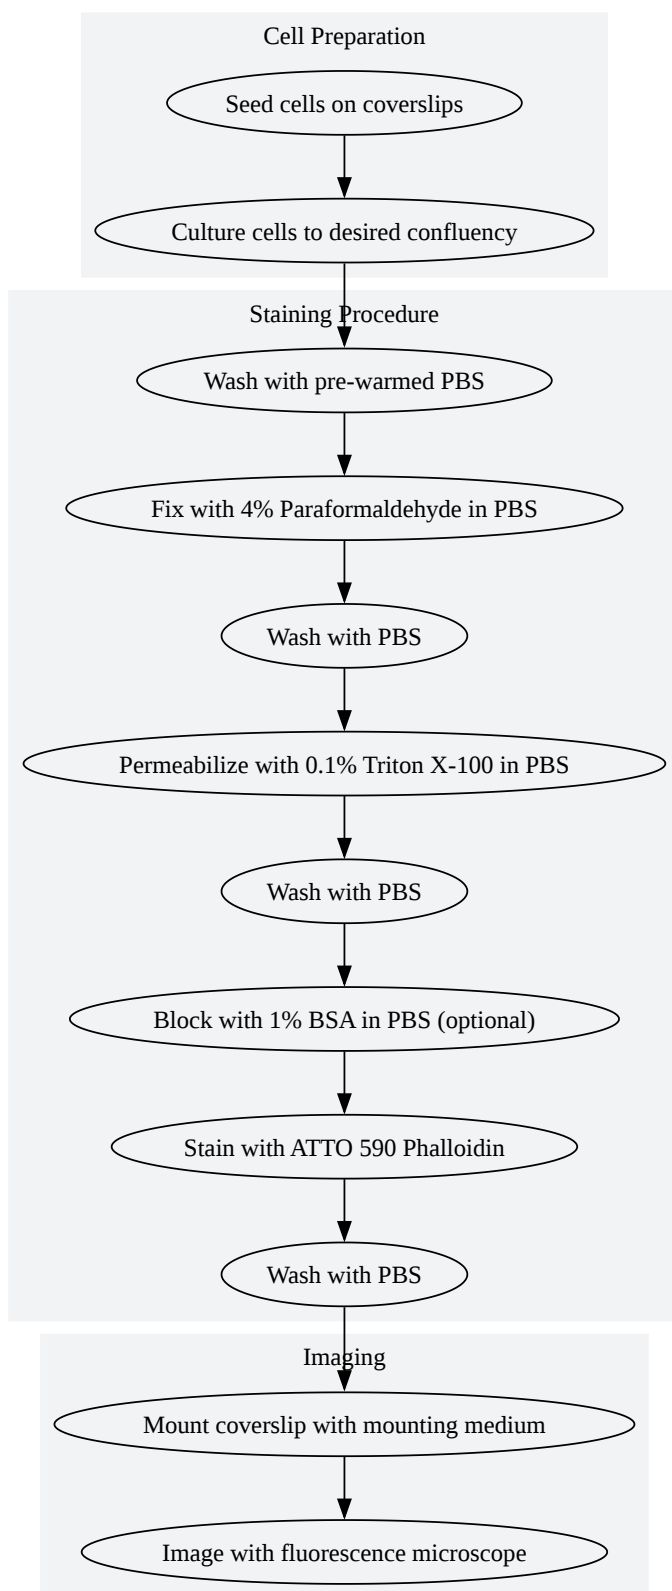 Cell Preparation
Seed cells on coverslips
Culture cells to desired confluency
Staining Procedure
Wash with pre-warmed PBS
Fix with 4% Paraformaldehyde in PBS
Wash with PBS
Permeabilize with 0.1% Triton X-100 in PBS
Wash with PBS
Block with 1% BSA in PBS (optional)
Stain with ATTO 590 Phalloidin
Wash with PBS
Imaging
Mount coverslip with mounting medium
Image with fluorescence microscope